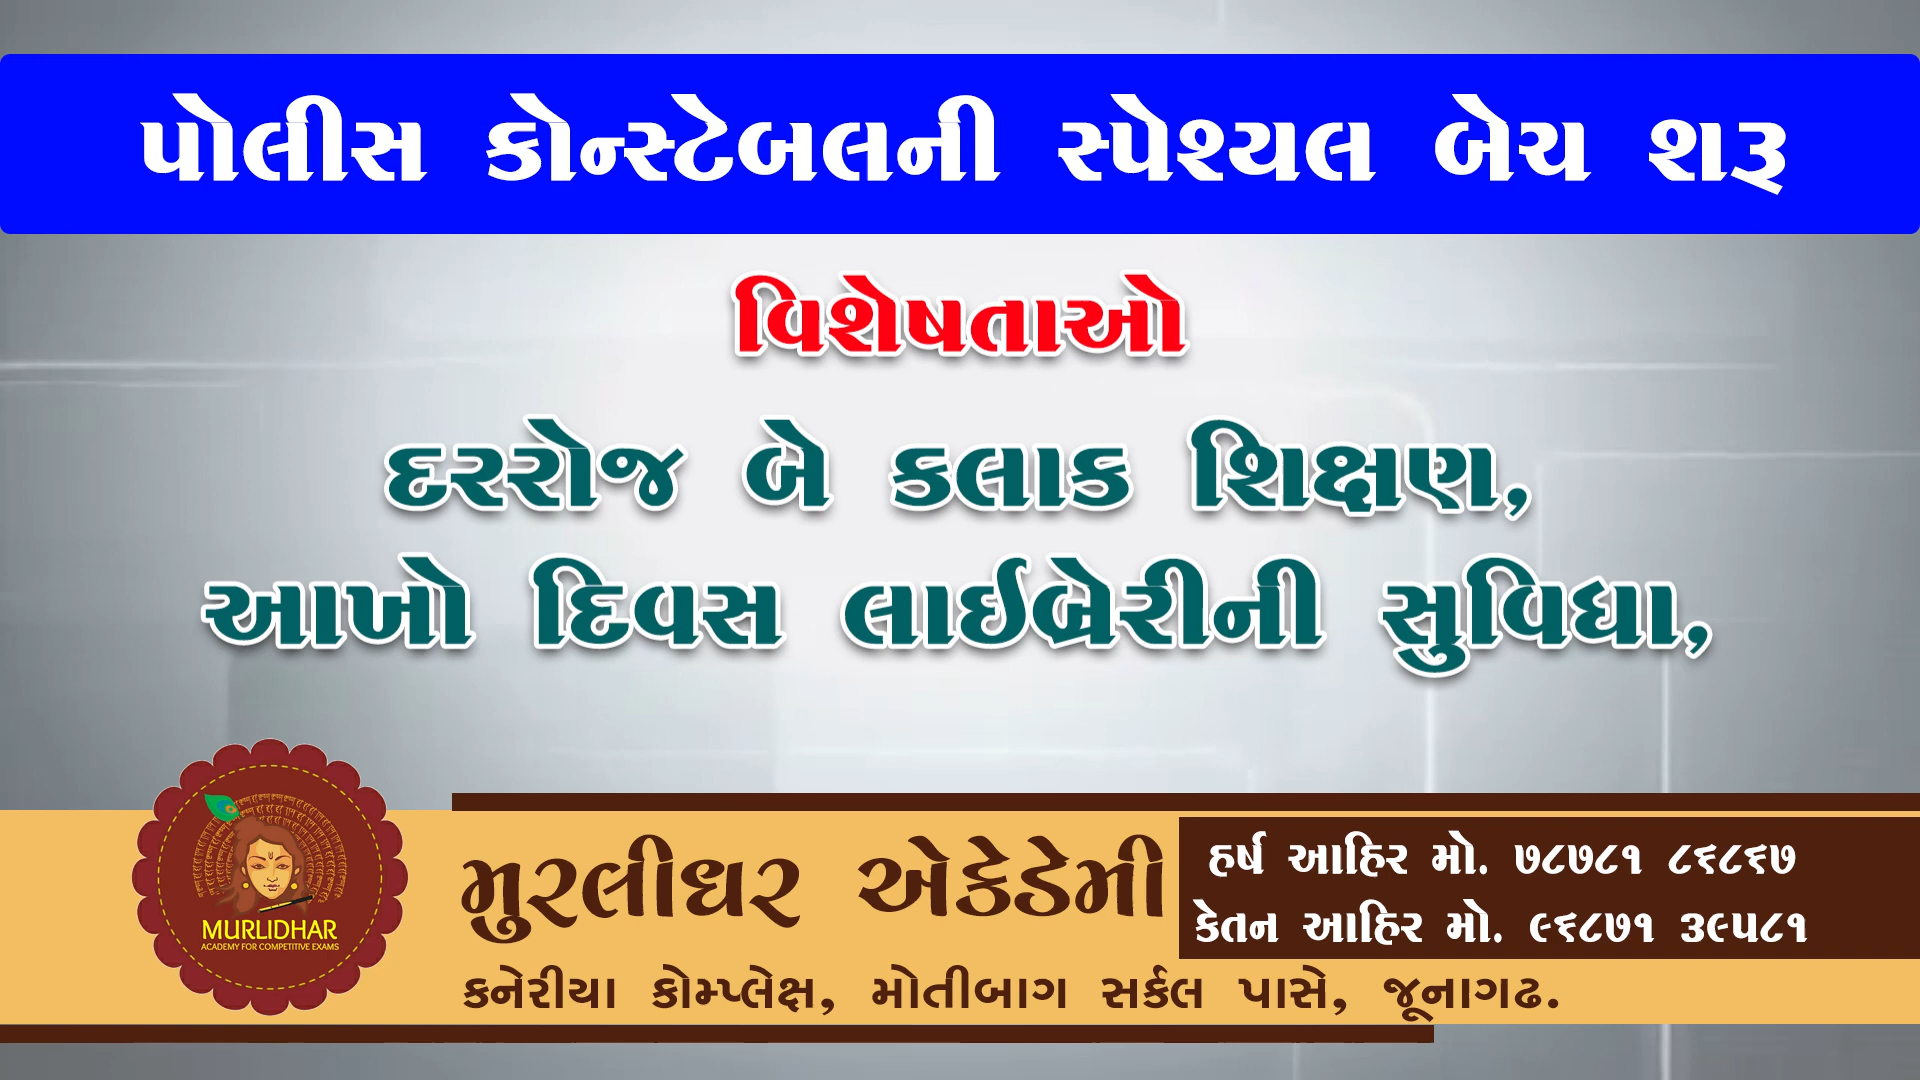 પોલીસ કોન્સ્ટેબલની સ્પેશ્યલ બેચ શરૂ
વિશેષતાઓ
દરરોજ બે કલાક શિક્ષણ,
આખો દિવસ લાઈબ્રેરીની સુવિધા,
MURLIDHAR
ACADEMY FOR COMPETITIVE EXAMS
મુરલીધર એકેડેમી
હર્ષ આહિર મો. ૭૮૭૮૧ ૮૬૮૬૭
કેતન આહિર મો. ૯૬૮૭૧ ૩૯૫૮૧
કનેરીયા કોમ્પ્લેક્ષ, મોતીબાગ સર્કલ પાસે, જૂનાગઢ.